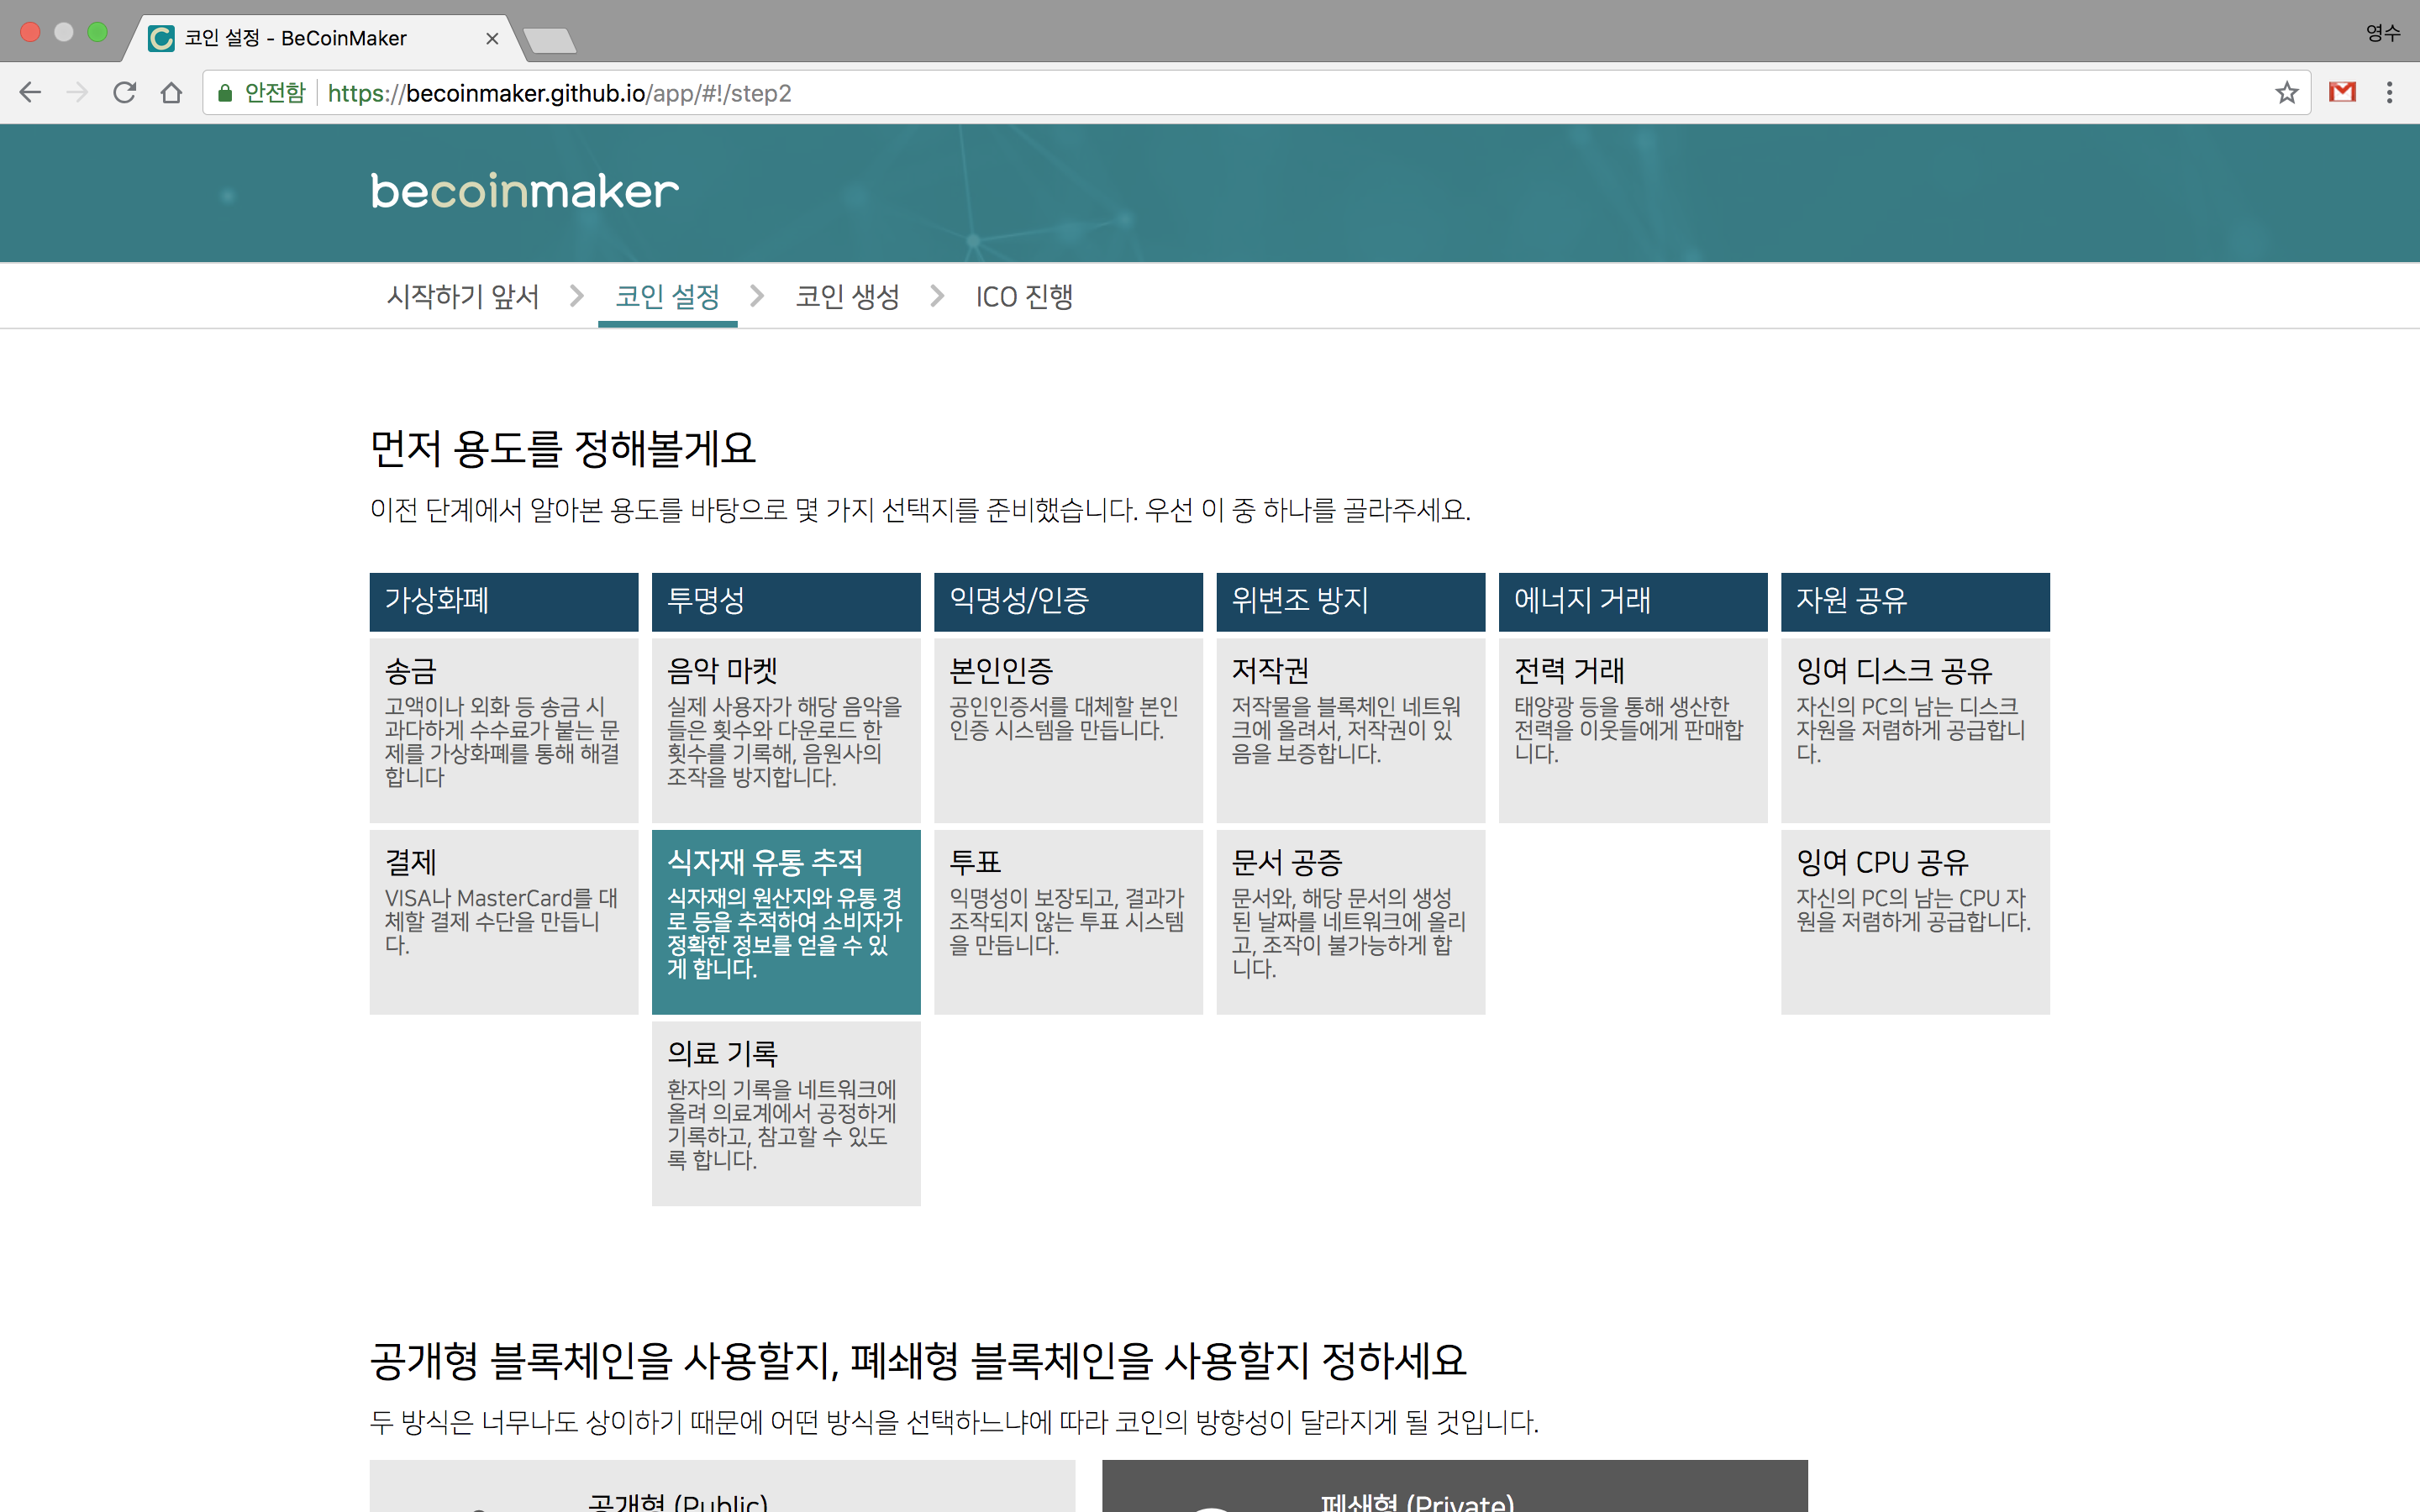 코인 설정 - BeCoinMaker
영수
안전함 https://becoinmaker.github.io/app/#!/step2
becoinmaker
시작하기 앞서
코인 설정
코인 생성
ICO 진행
먼저 용도를 정해볼게요
이전 단계에서 알아본 용도를 바탕으로 몇 가지 선택지를 준비했습니다. 우선 이 중 하나를 골라주세요.
가상화폐
송금
고액이나 외화 등 송금 시
과다하게 수수료가 붙는 문
제를 가상화폐를 통해 해결
합니다
결제
VISA나 MasterCard를 대
체할 결제 수단을 만듭니
다.
투명성
음악 마켓
실제 사용자가 해당 음악을
들은 횟수와 다운로드 한
횟수를 기록해, 음원사의
조작을 방지합니다.
식자재 유통 추적
식자재의 원산지와 유통 경
로 등을 추적하여 소비자가
정확한 정보를 얻을 수 있
게 합니다.
의료 기록
환자의 기록을 네트워크에
올려 의료계에서 공정하게
기록하고, 참고할 수 있도
록 합니다.
익명성/인증
본인인증
공인인증서를 대체할 본인
인증 시스템을 만듭니다.
투표
익명성이 보장되고, 결과가
조작되지 않는 투표 시스템
을 만듭니다.
위변조 방지
저작권
저작물을 블록체인 네트워
크에 올려서, 저작권이 있
음을 보증합니다.
문서 공증
문서와, 해당 문서의 생성
된 날짜를 네트워크에 올리
고, 조작이 불가능하게 합
니다.
에너지 거래
전력 거래
태양광 등을 통해 생산한
전력을 이웃들에게 판매합
니다.
자원 공유
잉여 디스크 공유
자신의 PC의 남는 디스크
자원을 저렴하게 공급합니
다.
잉여 CPU 공유
자신의 PC의 남는 CPU 자
원을 저렴하게 공급합니다.
공개형 블록체인을 사용할지, 폐쇄형 블록체인을 사용할지 정하세요
두 방식은 너무나도 상이하기 때문에 어떤 방식을 선택하느냐에 따라 코인의 방향성이 달라지게 될 것입니다.
공개형 (Public)
폐쇄형 (Private)